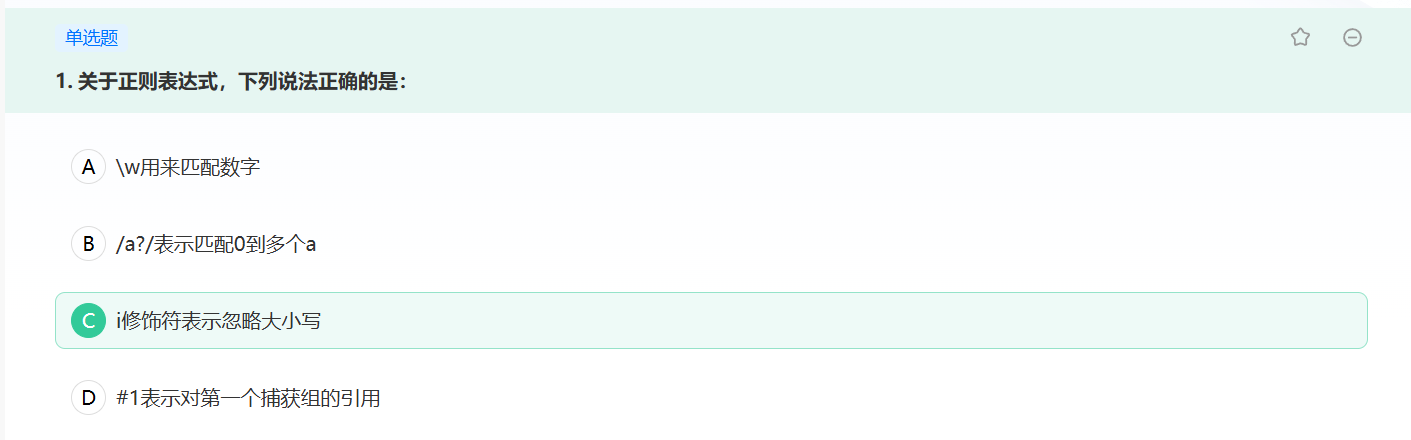 单选题
1. 关于正则表达式，下列说法正确的是：
A \w用来匹配数字
B /a?/表示匹配0到多个a
C i修饰符表示忽略大小写
D #1表示对第一个捕获组的引用